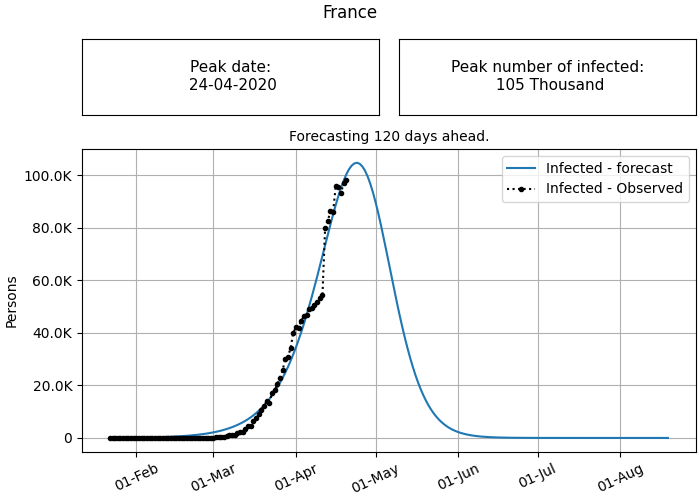 France
Peak date:
24-04-2020
Peak number of infected:
105 Thousand
Forecasting 120 days ahead.
Infected - forecast
Infected - Observed
Persons
100.0K
80.0K
60.0K
40.0K
20.0K
0
01-Feb
01-Mar
01-Apr
01-May
01-Jun
01-Jul
01-Aug